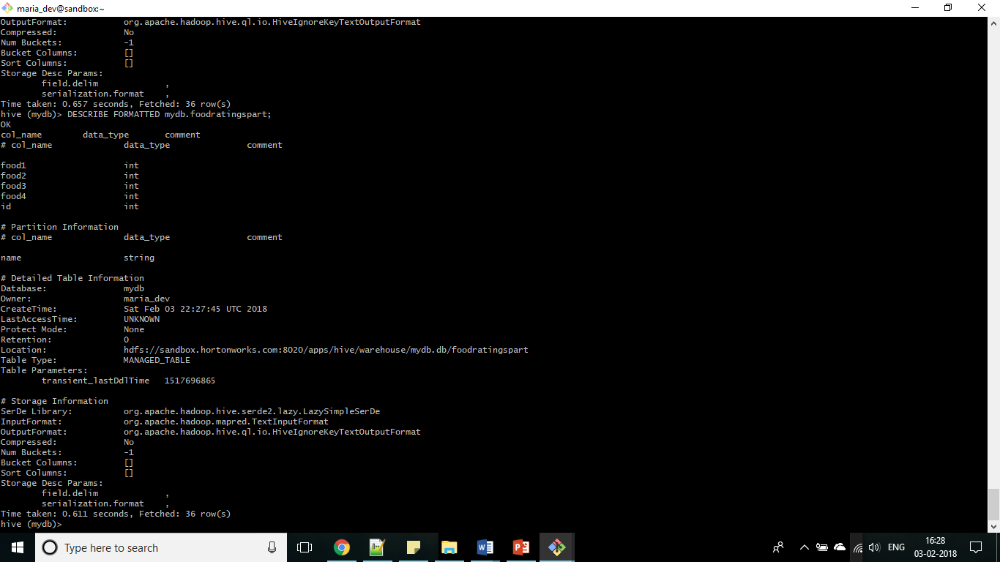 maria_dev@sandbox:~
OutputFormat: org.apache.hadoop.hive.ql.io.HiveIgnoreKeyTextOutputFormat
Compressed: No
Num Buckets: -1
Bucket Columns: []
Sort Columns: []
Storage Desc Params:
field.delim ,
serialization.format ,
Time taken: 0.657 seconds, Fetched: 36 row(s)
hive (mydb)> DESCRIBE FORMATTED mydb.foodratingspart;
OK
col_name data_type comment
# col_name data_type comment
food1 int
food2 int
food3 int
food4 int
id int
# Partition Information
# col_name data_type comment
name string
# Detailed Table Information
Database: mydb
Owner: maria_dev
CreateTime: Sat Feb 03 22:27:45 UTC 2018
LastAccessTime: UNKNOWN
Protect Mode: None
Retention: 0
Location: hdfs://sandbox.hortonworks.com:8020/apps/hive/warehouse/mydb.db/foodratingspart
Table Type: MANAGED_TABLE
Table Parameters:
transient_lastDdlTime 1517696865
# Storage Information
SerDe Library: org.apache.hadoop.hive.serde2.lazy.LazySimpleSerDe
InputFormat: org.apache.hadoop.mapred.TextInputFormat
OutputFormat: org.apache.hadoop.hive.ql.io.HiveIgnoreKeyTextOutputFormat
Compressed: No
Num Buckets: -1
Bucket Columns: []
Sort Columns: []
Storage Desc Params:
field.delim ,
serialization.format ,
Time taken: 0.611 seconds, Fetched: 36 row(s)
hive (mydb)>
Type here to search
ENG
16:28
03-02-2018